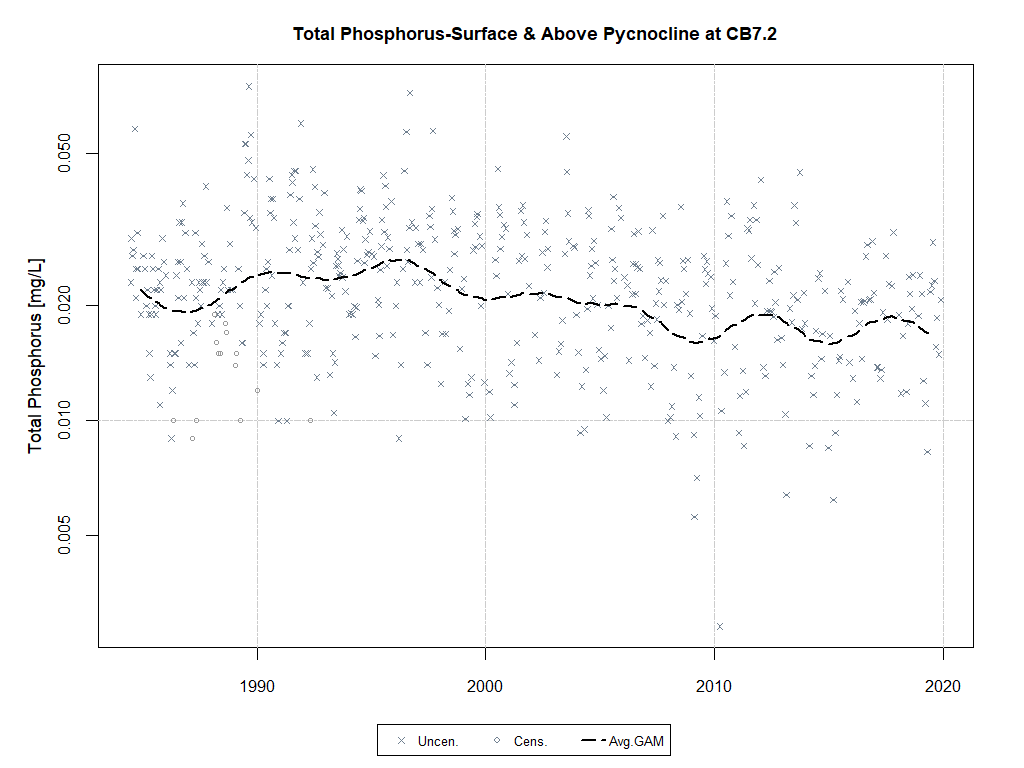 Total Phosphorus-Surface & Above Pycnocline at CB7.2
Total Phosphorus [mg/L]
0.050
0.020
0.010
0.005
1990 2000 2010 2020
Uncen. Cens. Avg.GAM